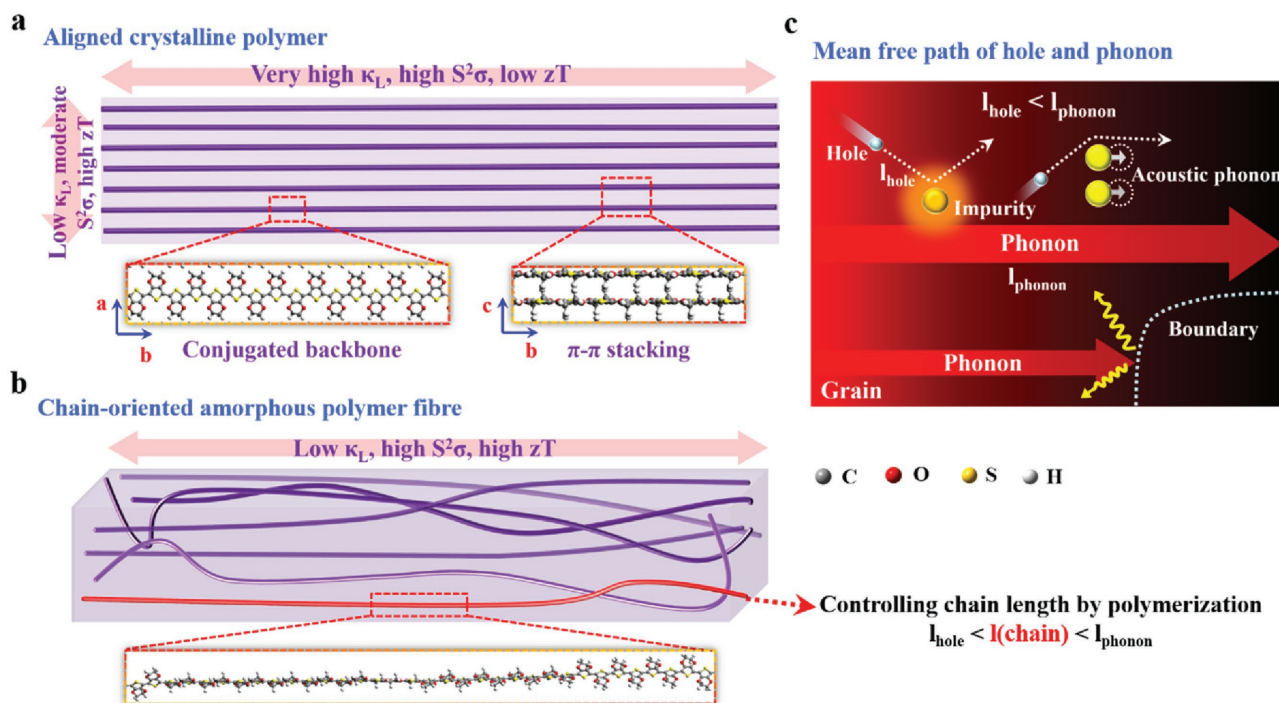 a
Aligned crystalline polymer
Very high κL, high S²σ, low zT
Low κL, moderate
S²σ, high zT
a
b
Conjugated backbone
c
b
π-π stacking
b
Chain-oriented amorphous polymer fibre
Low κL, high S²σ, high zT
c
Mean free path of hole and phonon
lhole < lphonon
Hole
lhole
Impurity
Acoustic phonon
Phonon
lphonon
Boundary
Phonon
Grain
C O S H
Controlling chain length by polymerization
lhole < l(chain) < lphonon